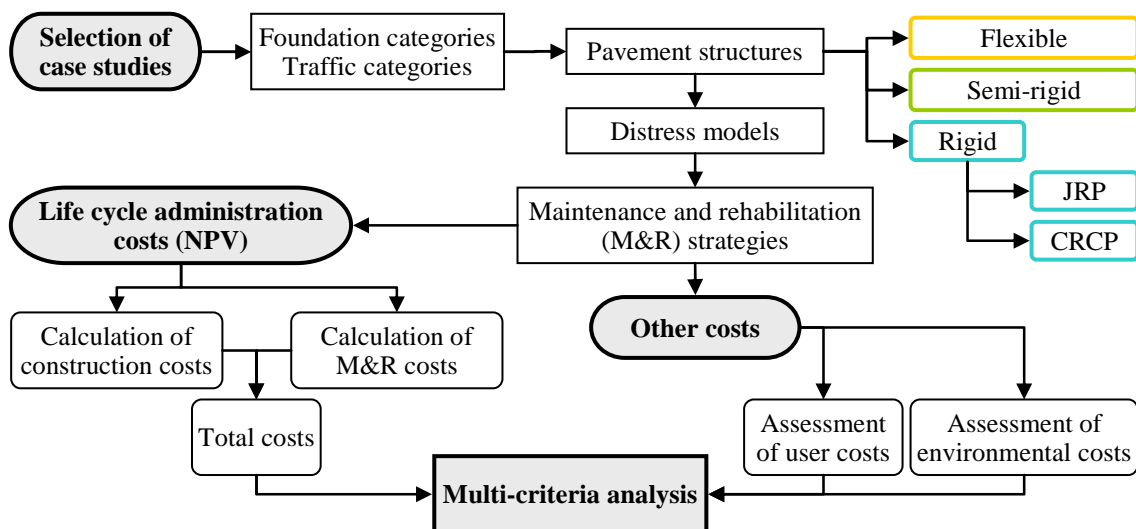 Selection of
case studies
Foundation categories
Traffic categories
Pavement structures
Flexible
Semi-rigid
Rigid
JRP
CRCP
Distress models
Maintenance and rehabilitation
(M&R) strategies
Life cycle administration
costs (NPV)
Calculation of
construction costs
Calculation of
M&R costs
Total costs
Other costs
Assessment
of user costs
Assessment of
environmental costs
Multi-criteria analysis